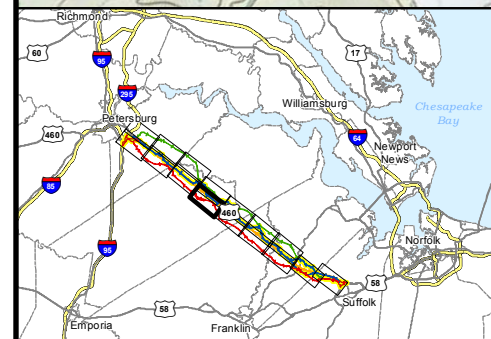 Richmond
60
95
17
295
Williamsburg
Chesapeake
Bay
Petersburg
460
64
Newport
News
85
460
95
Norfolk
58
Suffolk
58
Emporia
Franklin